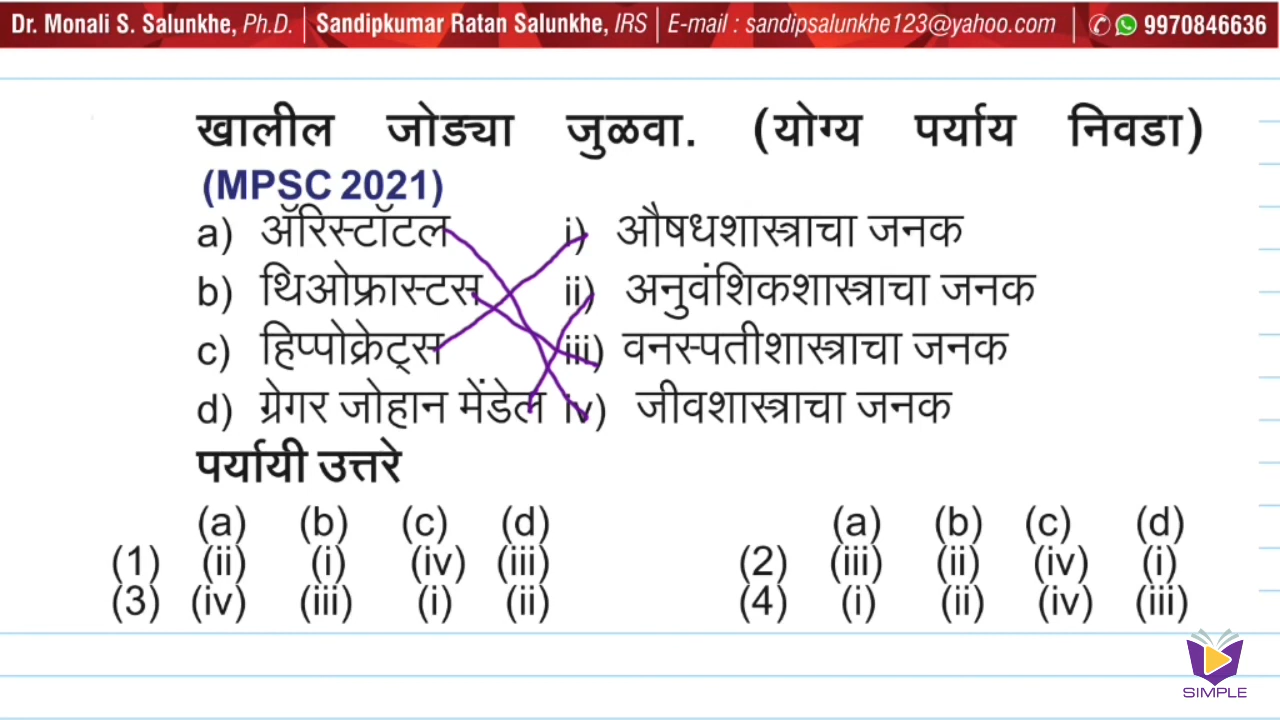 Dr. Monali S. Salunkhe, Ph.D. | Sandipkumar Ratan Salunkhe, IRS | E-mail : sandipsalunkhe123@yahoo.com | 9970846636
खालील जोड्या जुळवा. (योग्य पर्याय निवडा)
(MPSC 2021)
a) ॲरिस्टॉटल i) औषधशास्त्राचा जनक
b) थिओफ्रास्टस ii) अनुवंशिकशास्त्राचा जनक
c) हिप्पोक्रेट्स iii) वनस्पतीशास्त्राचा जनक
d) ग्रेगर जोहान मेंडेल iv) जीवशास्त्राचा जनक
पर्यायी उत्तरे
(a) (b) (c) (d) (a) (b) (c) (d)
(1) (ii) (i) (iv) (iii) (2) (iii) (ii) (iv) (i)
(3) (iv) (iii) (i) (ii) (4) (i) (ii) (iv) (iii)
SIMPLE